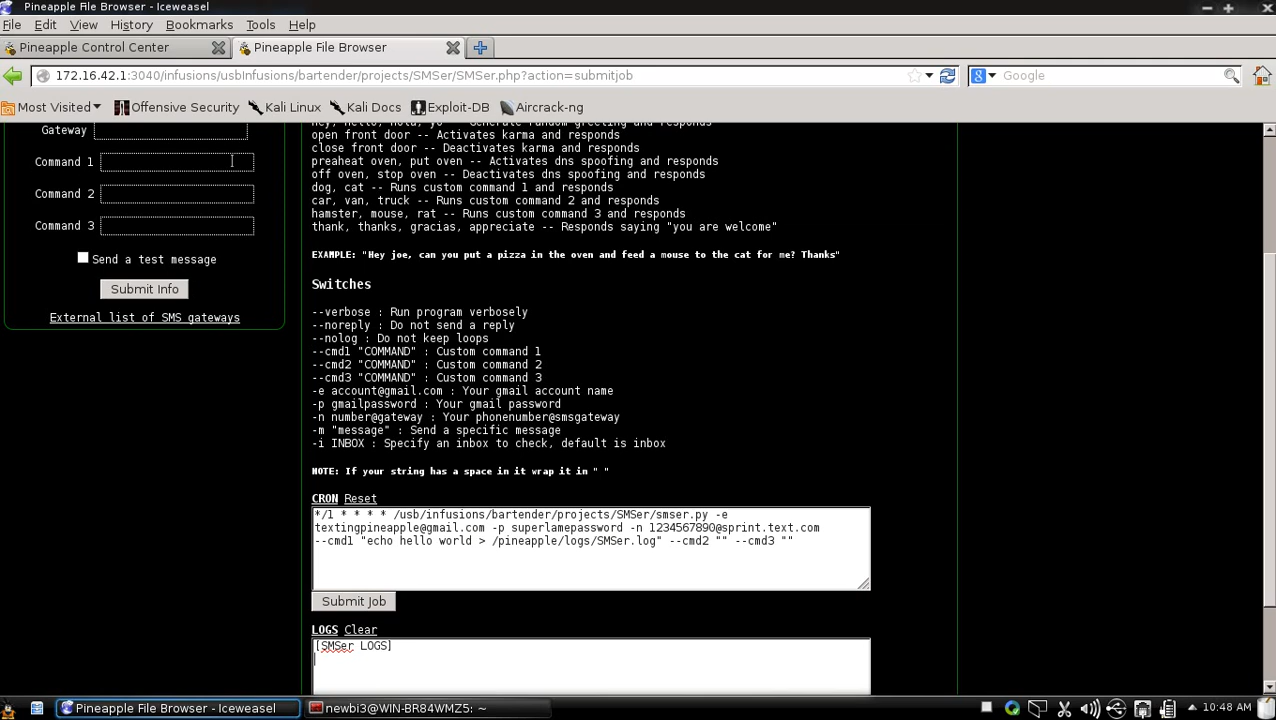 Pineapple File Browser - Iceweasel
File Edit View History Bookmarks Tools Help
Pineapple Control Center
Pineapple File Browser
172.16.42.1:3040/infusions/usbInfusions/bartender/projects/SMSer/SMSer.php?action=submitjob
Google
Most Visited
Offensive Security
Kali Linux
Kali Docs
Exploit-DB
Aircrack-ng
Gateway
Command 1
Command 2
Command 3
Send a test message
Submit Info
External list of SMS gateways
hey, hello, hola, yo -- Generate random greeting and responds
open front door -- Activates karma and responds
close front door -- Deactivates karma and responds
preaheat oven, put oven -- Activates dns spoofing and responds
off oven, stop oven -- Deactivates dns spoofing and responds
dog, cat -- Runs custom command 1 and responds
car, van, truck -- Runs custom command 2 and responds
hamster, mouse, rat -- Runs custom command 3 and responds
thank, thanks, gracias, appreciate -- Responds saying "you are welcome"
EXAMPLE: "Hey joe, can you put a pizza in the oven and feed a mouse to the cat for me? Thanks"
Switches
--verbose : Run program verbosely
--noreply : Do not send a reply
--nolog : Do not keep loops
--cmd1 "COMMAND" : Custom command 1
--cmd2 "COMMAND" : Custom command 2
--cmd3 "COMMAND" : Custom command 3
-e account@gmail.com : Your gmail account name
-p gmailpassword : Your gmail password
-n number@gateway : Your phonenumber@smsgateway
-m "message" : Send a specific message
-i INBOX : Specify an inbox to check, default is inbox
NOTE: If your string has a space in it wrap it in " "
CRON Reset
*/1 * * * * /usb/infusions/bartender/projects/SMSer/smser.py -e
textingpineapple@gmail.com -p superlamepassword -n 1234567890@sprint.text.com
--cmd1 "echo hello world > /pineapple/logs/SMSer.log" --cmd2 "" --cmd3 ""
Submit Job
LOGS Clear
[SMSer LOGS]
Pineapple File Browser - Iceweasel
newbi3@WIN-BR84WMZ5: ~
10:48 AM